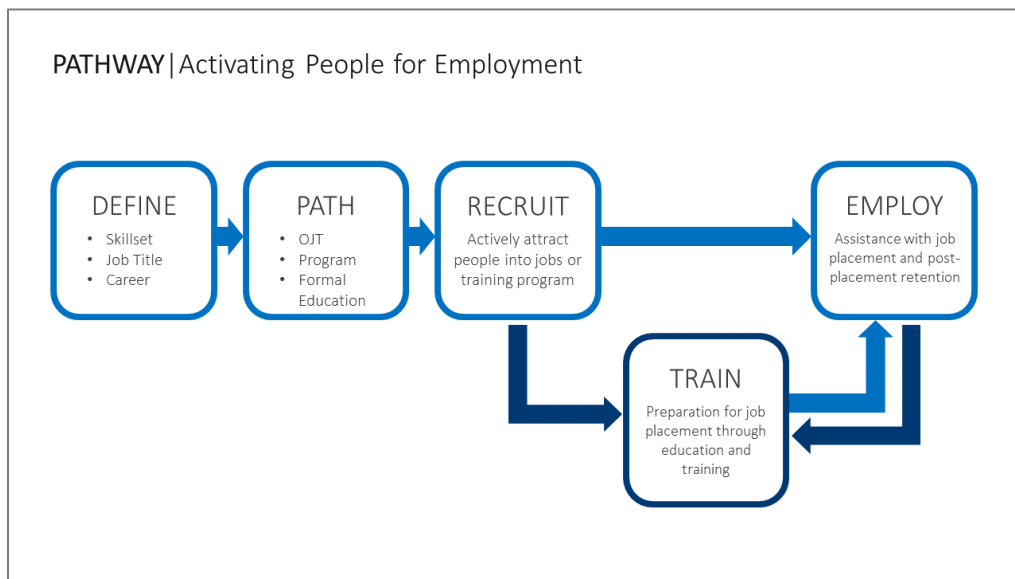 PATHWAY|Activating People for Employment
DEFINE
• Skillset
• Job Title
• Career
PATH
• OJT
• Program
• Formal
Education
RECRUIT
Actively attract
people into jobs or
training program
EMPLOY
Assistance with job
placement and post-
placement retention
TRAIN
Preparation for job
placement through
education and
training